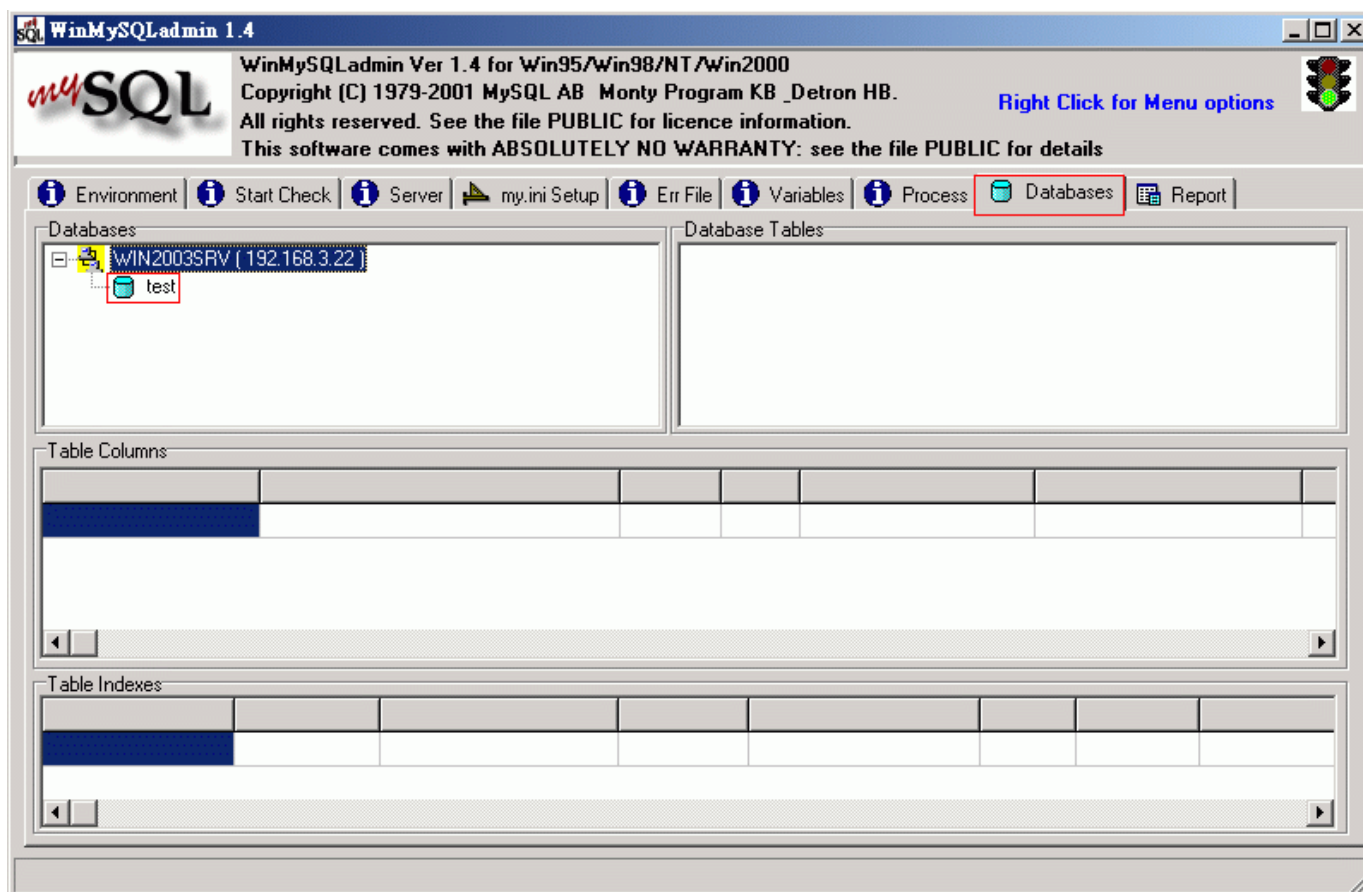 WinMySQLadmin 1.4
mySQL
WinMySQLadmin Ver 1.4 for Win95/Win98/NT/Win2000
Copyright (C) 1979-2001 MySQL AB Monty Program KB _Detron HB.
All rights reserved. See the file PUBLIC for licence information.
This software comes with ABSOLUTELY NO WARRANTY: see the file PUBLIC for details
Right Click for Menu options
Environment
Start Check
Server
my.ini Setup
Err File
Variables
Process
Databases
Report
Databases
WIN2003SRV ( 192.168.3.22 )
test
Database Tables
Table Columns
Table Indexes